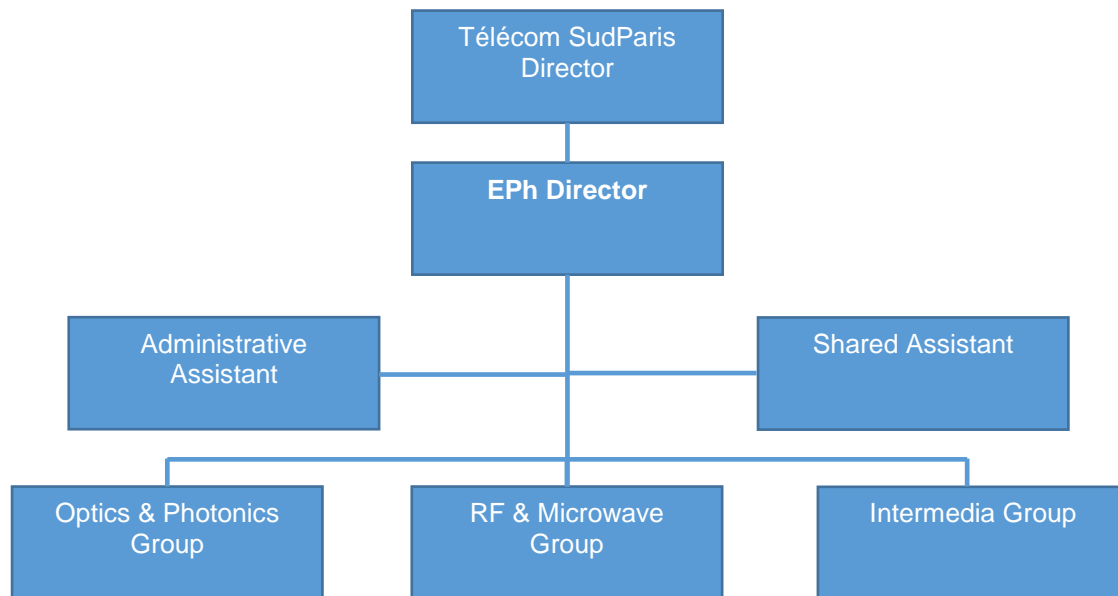 Télécom SudParis
Director
EPh Director
Administrative
Assistant
Shared Assistant
Optics & Photonics
Group
RF & Microwave
Group
Intermedia Group